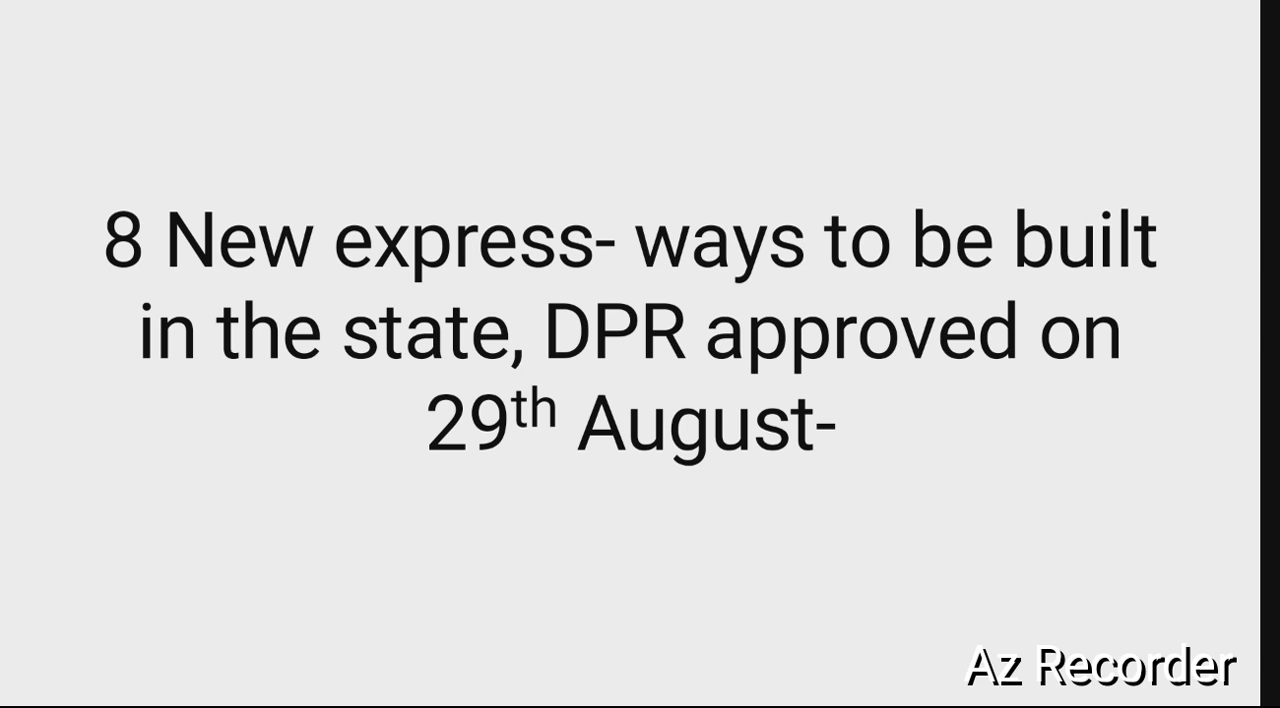 8 New express- ways to be built
in the state, DPR approved on
29th August-
Az Recorder